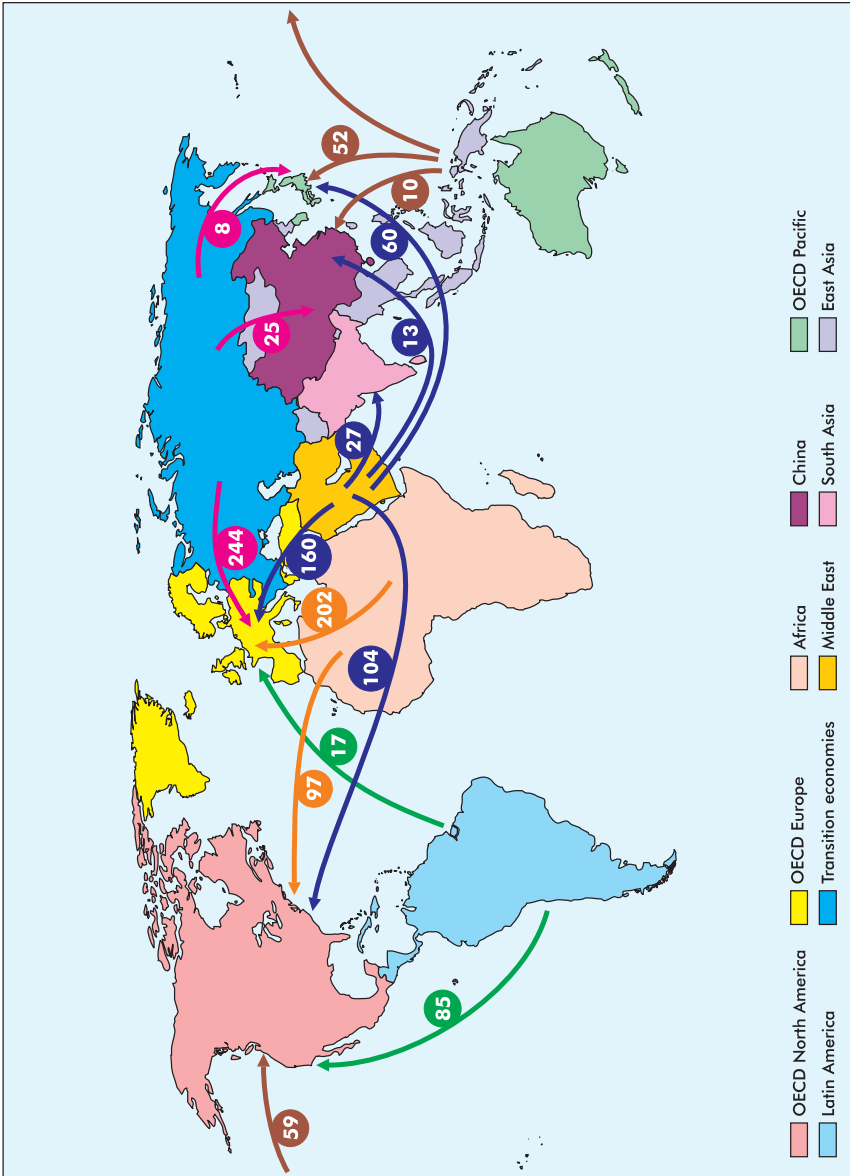 8
244
25
59
160
97
202
17
52
27
104
60
13
10
85
OECD North America
OECD Europe
Africa
China
OECD Pacific
Latin America
Transition economies
Middle East
South Asia
East Asia